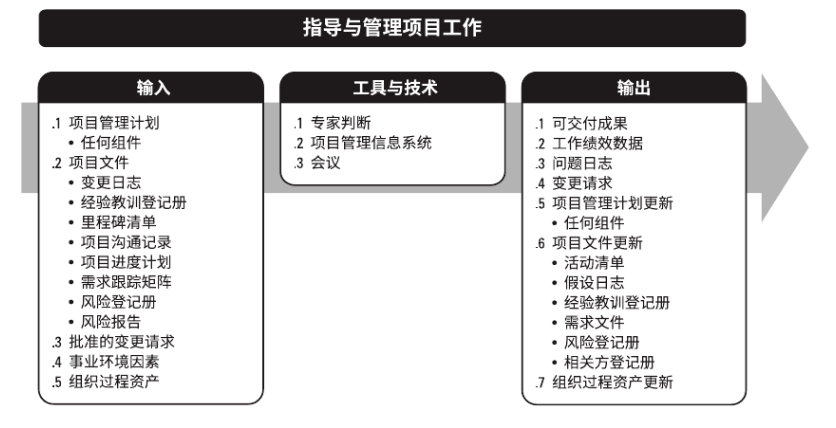 指导与管理项目工作
输入
.1 项目管理计划
• 任何组件
.2 项目文件
• 变更日志
• 经验教训登记册
• 里程碑清单
• 项目沟通记录
• 项目进度计划
• 需求跟踪矩阵
• 风险登记册
• 风险报告
.3 批准的变更请求
.4 事业环境因素
.5 组织过程资产
工具与技术
.1 专家判断
.2 项目管理信息系统
.3 会议
输出
.1 可交付成果
.2 工作绩效数据
.3 问题日志
.4 变更请求
.5 项目管理计划更新
• 任何组件
.6 项目文件更新
• 活动清单
• 假设日志
• 经验教训登记册
• 需求文件
• 风险登记册
• 相关方登记册
.7 组织过程资产更新